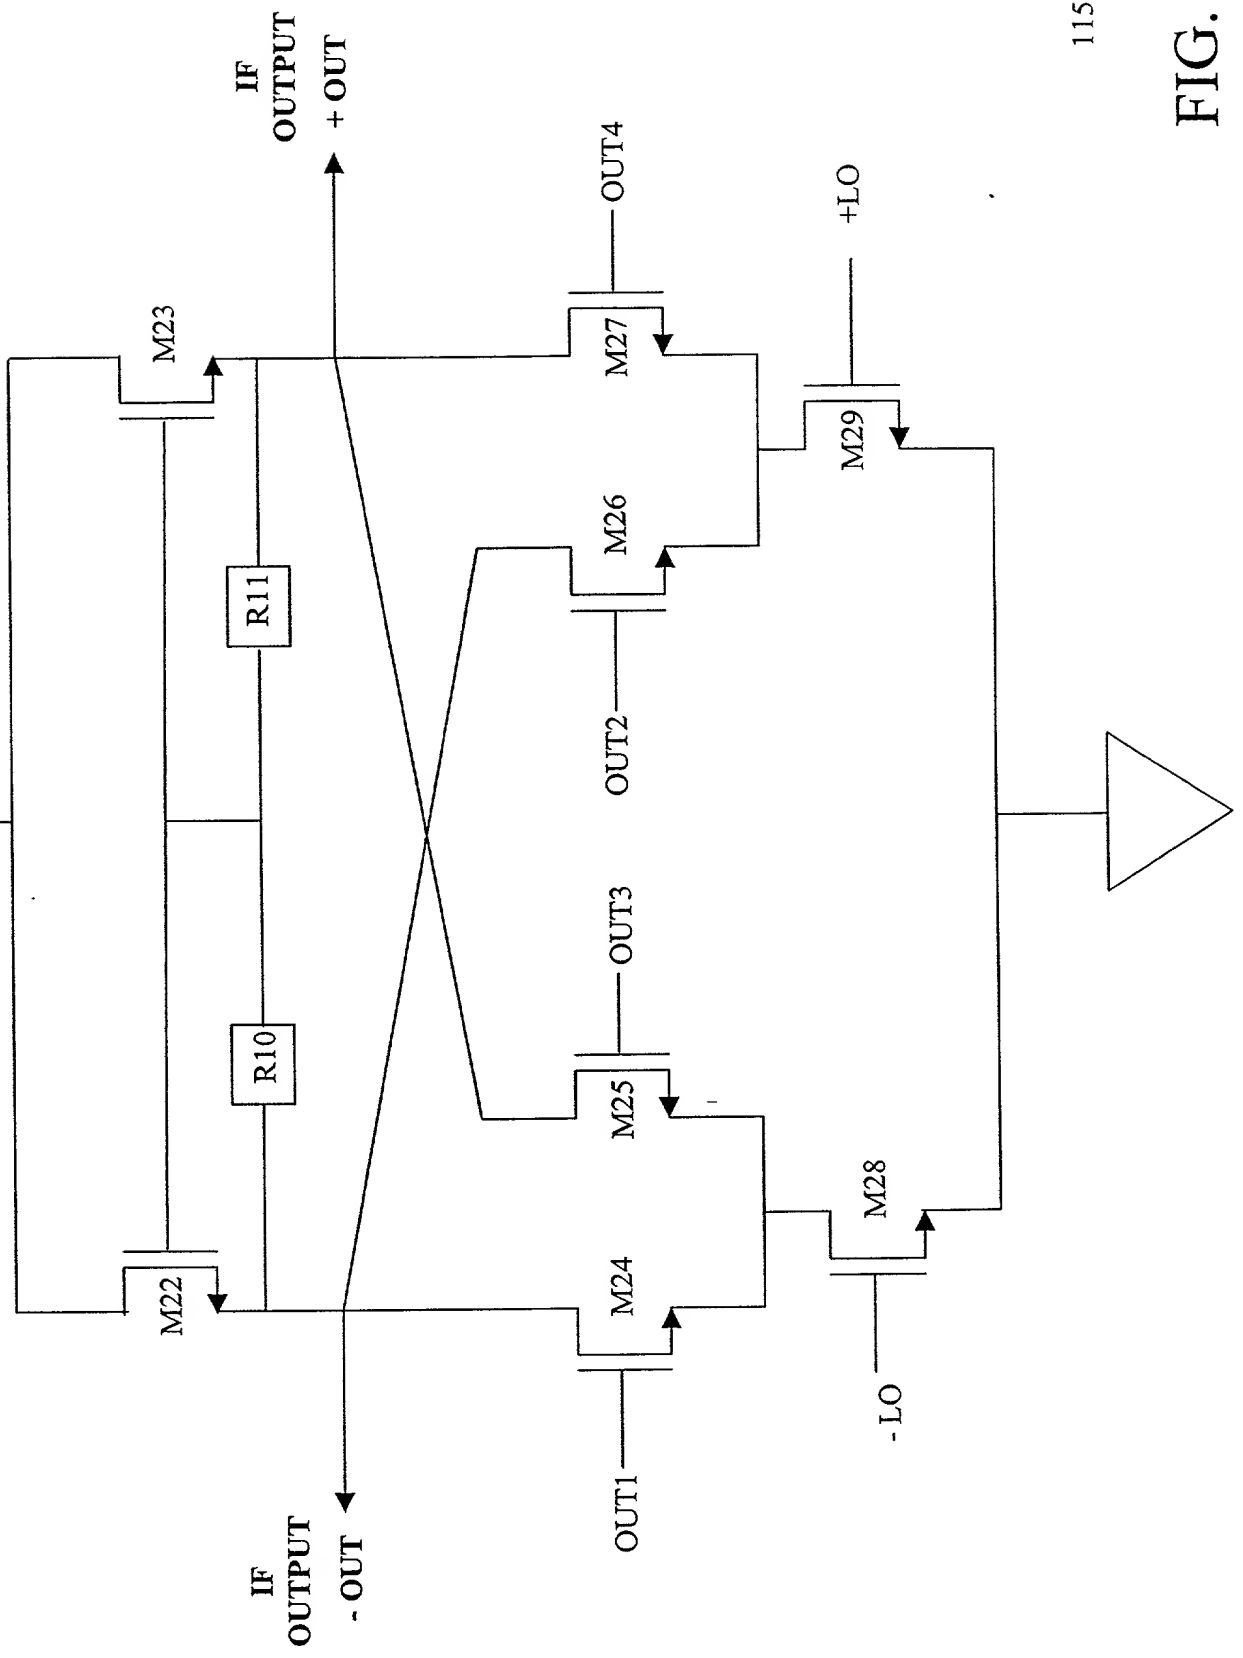 IF
OUTPUT
- OUT
IF
OUTPUT
+ OUT
M22
M23
R10
R11
OUT1
M24
M25
OUT3
OUT2
M26
M27
OUT4
- LO
M28
M29
+LO
115
FIG.